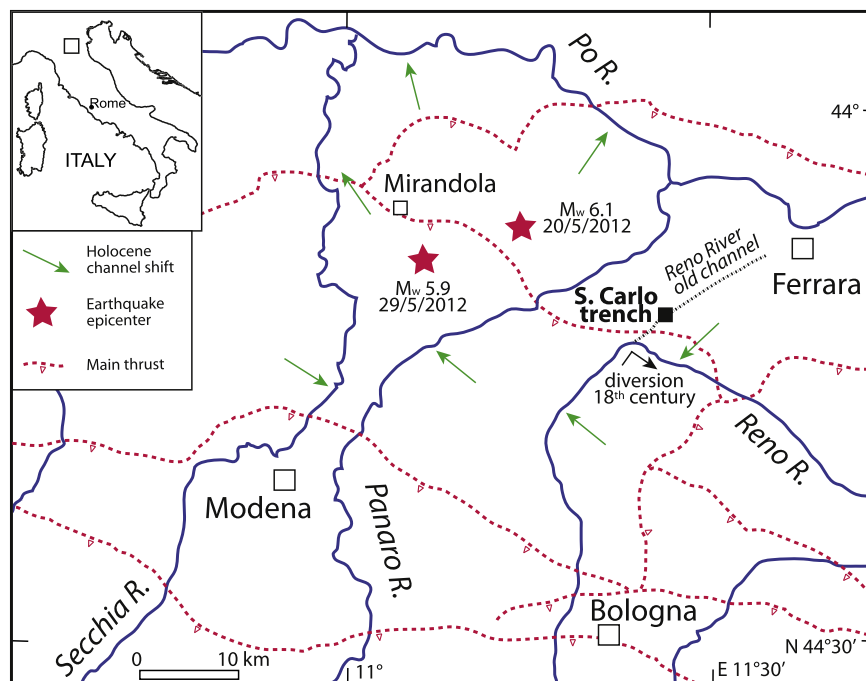 Rome
ITALY
Holocene
channel shift
Earthquake
epicenter
Main thrust
Po R.
44°
Mirandola
Mw 6.1
20/5/2012
Mw 5.9
29/5/2012
Reno River
old channel
Ferrara
S. Carlo
trench
diversion
18th century
Reno R.
Modena
Panaro R.
Secchia R.
Bologna
N 44°30′
0
10 km
11°
E 11°30′